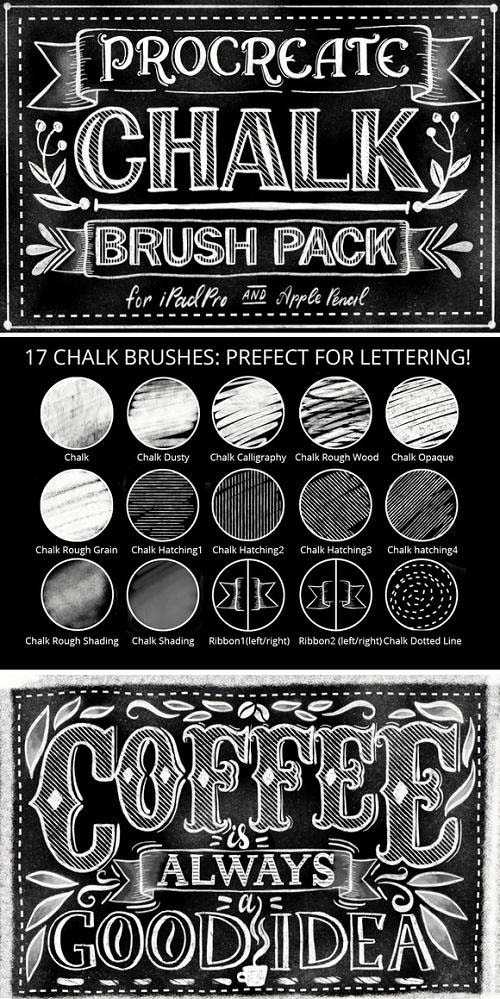 PROCREATE
CHALK
BRUSH PACK
for iPad Pro AND Apple Pencil
17 CHALK BRUSHES: PREFECT FOR LETTERING!
Chalk Chalk Dusty Chalk Calligraphy Chalk Rough Wood Chalk Opaque
Chalk Rough Grain Chalk Hatching1 Chalk Hatching2 Chalk Hatching3 Chalk hatching4
Chalk Rough Shading Chalk Shading Ribbon1(left/right) Ribbon2 (left/right) Chalk Dotted Line
COFFEE
is
ALWAYS
a
GOOD IDEA